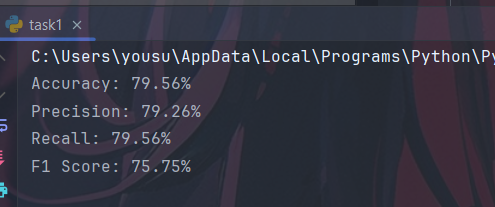 task1
C:\Users\yousu\AppData\Local\Programs\Python\Py
Accuracy: 79.56%
Precision: 79.26%
Recall: 79.56%
F1 Score: 75.75%